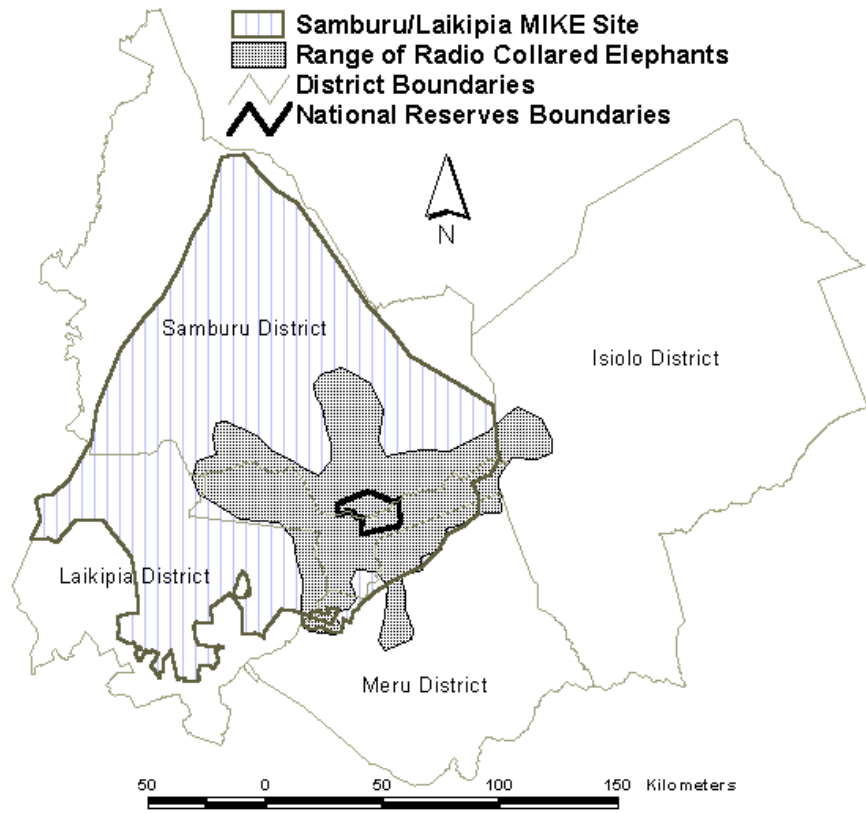 Samburu/Laikipia MIKE Site
Range of Radio Collared Elephants
District Boundaries
National Reserves Boundaries
N
Samburu District
Isiolo District
Laikipia District
Meru District
50 0 50 100 150 Kilometers